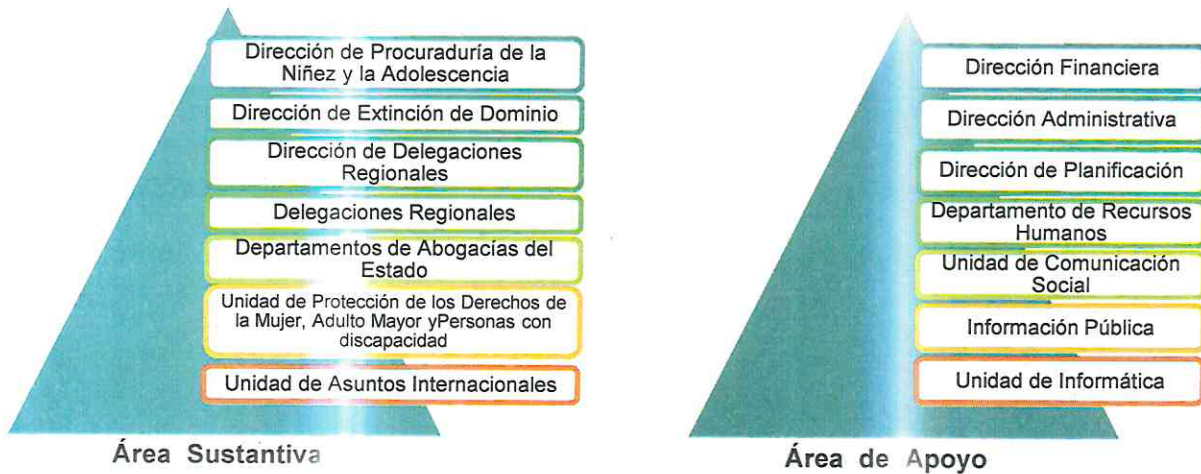 Dirección de Procuraduría de la
Niñez y la Adolescencia
Dirección de Extinción de Dominio
Dirección de Delegaciones
Regionales
Delegaciones Regionales
Departamentos de Abogacías del
Estado
Unidad de Protección de los Derechos de
la Mujer, Adulto Mayor yPersonas con
discapacidad
Unidad de Asuntos Internacionales
Área Sustantiva
Dirección Financiera
Dirección Administrativa
Dirección de Planificación
Departamento de Recursos
Humanos
Unidad de Comunicación
Social
Información Pública
Unidad de Informática
Área de Apoyo